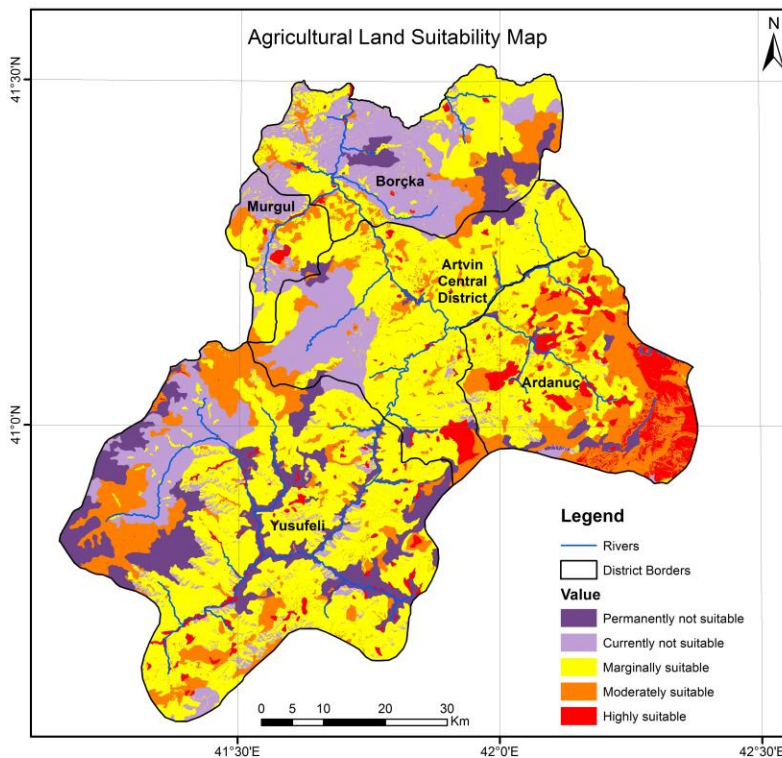 Agricultural Land Suitability Map
N
41°30'N
41°0'N
Borçka
Murgul
Artvin
Central
District
Ardanuç
Yusufeli
Legend
Rivers
District Borders
Value
Permanently not suitable
Currently not suitable
Marginally suitable
Moderately suitable
Highly suitable
0 5 10 20 30
Km
41°30'E
42°0'E
42°30'E